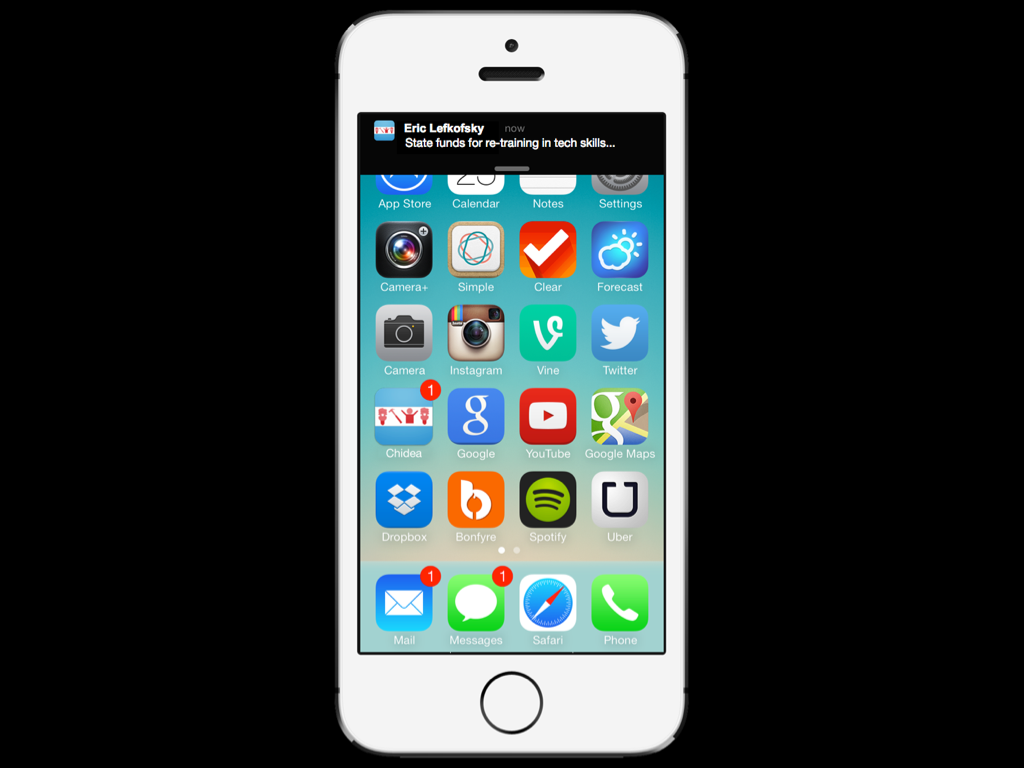 Eric Lefkofsky now
State funds for re-training in tech skills...
App Store Calendar Notes Settings
Camera+ Simple Clear Forecast
Camera Instagram Vine Twitter
1
Chidea Google YouTube Google Maps
Dropbox Bonfyre Spotify Uber
1 1
Mail Messages Safari Phone